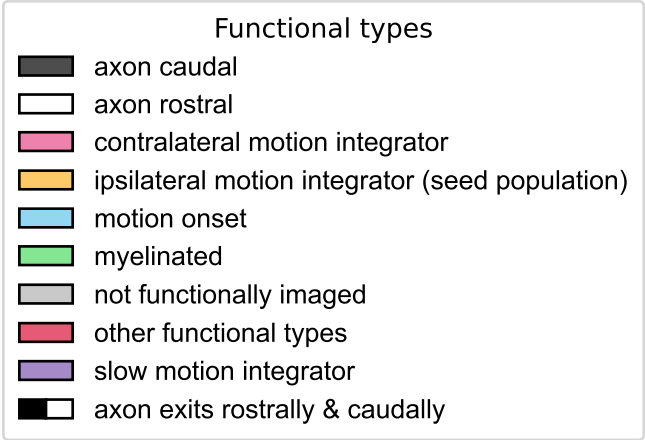 Functional types
axon caudal
axon rostral
contralateral motion integrator
ipsilateral motion integrator (seed population)
motion onset
myelinated
not functionally imaged
other functional types
slow motion integrator
axon exits rostrally & caudally